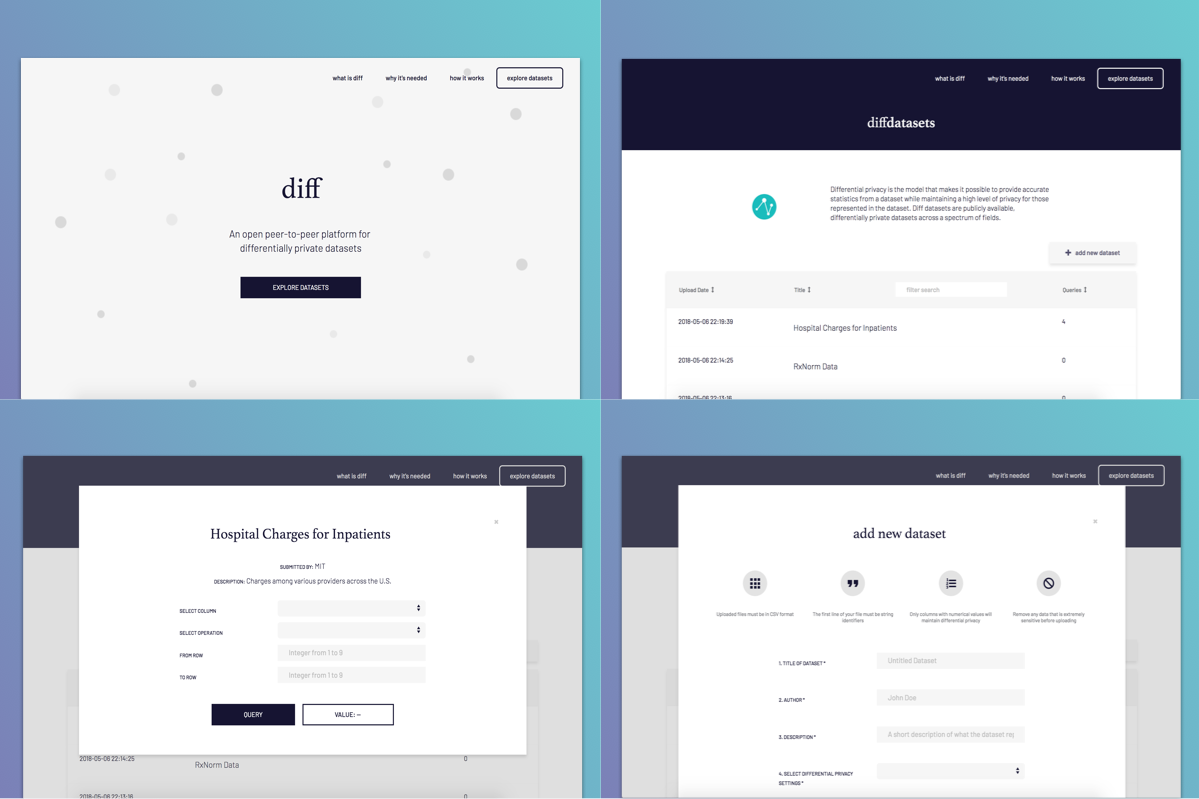 what is diff why it's needed how it works explore datasets
diff
An open peer-to-peer platform for
differentially private datasets
EXPLORE DATASETS
what is diff why it's needed how it works explore datasets
diffdatasets
Differential privacy is the model that makes it possible to provide accurate
statistics from a dataset while maintaining a high level of privacy for those
represented in the dataset. Diff datasets are publicly available,
differentially private datasets across a spectrum of fields.
+ add new dataset
Upload Date Title filter search Queries
2018-05-06 22:19:39 Hospital Charges for Inpatients 4
2018-05-06 22:14:25 RxNorm Data 0
2018-05-06 22:13:16 0
what is diff why it's needed how it works explore datasets
×
Hospital Charges for Inpatients
SUBMITTED BY: MIT
DESCRIPTION: Charges among various providers across the U.S.
SELECT COLUMN
SELECT OPERATION
FROM ROW Integer from 1 to 9
TO ROW Integer from 1 to 9
QUERY VALUE: --
2018-05-06 22:14:25 RxNorm Data 0
2018-05-06 22:13:16 0
what is diff why it's needed how it works explore datasets
×
add new dataset
Uploaded files must be in CSV format
The first line of your file must be string
identifiers
Only columns with numerical values will
maintain differential privacy
Remove any data that is extremely
sensitive before uploading
1. TITLE OF DATASET * Untitled Dataset
2. AUTHOR * John Doe
3. DESCRIPTION * A short description of what the dataset rep
4. SELECT DIFFERENTIAL PRIVACY
SETTINGS *